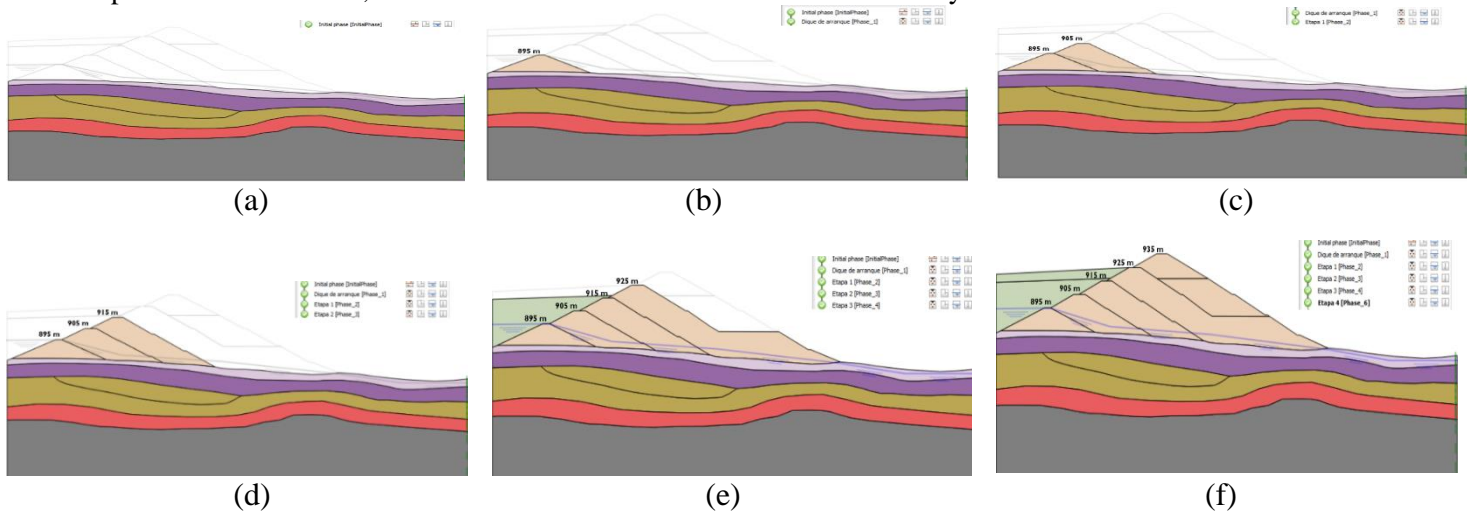 Initial phase [InitialPhase]
(a)
Initial phase [InitialPhase]
Dique de arranque [Phase_1]
895 m
(b)
Dique de arranque [Phase_1]
Etapa 1 [Phase_2]
905 m
895 m
(c)
Initial phase [InitialPhase]
Dique de arranque [Phase_1]
Etapa 1 [Phase_2]
Etapa 2 [Phase_3]
915 m
905 m
895 m
(d)
Initial phase [InitialPhase]
Dique de arranque [Phase_1]
Etapa 1 [Phase_2]
Etapa 2 [Phase_3]
Etapa 3 [Phase_4]
925 m
915 m
905 m
895 m
(e)
Initial phase [InitialPhase]
Dique de arranque [Phase_1]
Etapa 1 [Phase_2]
Etapa 2 [Phase_3]
Etapa 3 [Phase_4]
Etapa 4 [Phase_6]
935 m
925 m
915 m
905 m
895 m
(f)